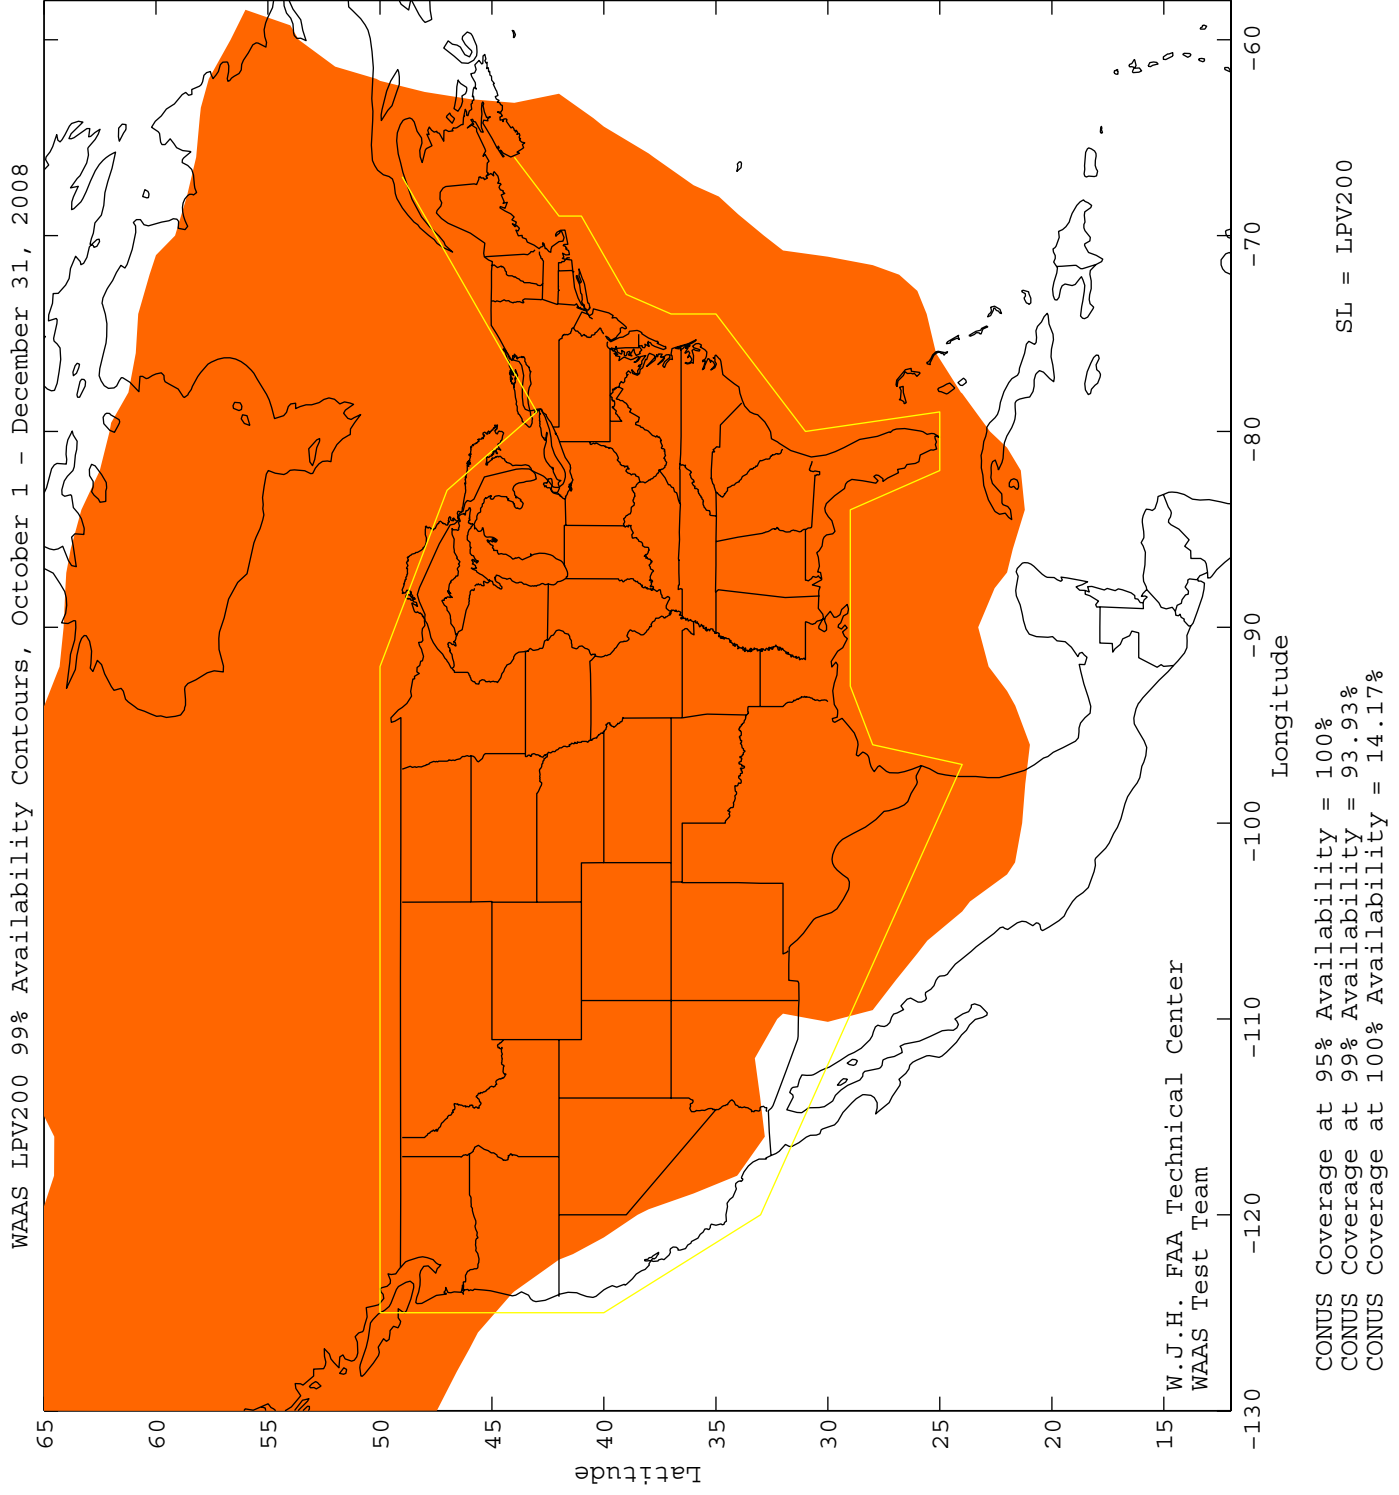 WAAS LPV200 99% Availability Contours, October 1 - December 31, 2008
65
60
55
50
45
40
35
30
25
20
15
Latitude
-130
-120
-110
-100
-90
-80
-70
-60
Longitude
W.J.H. FAA Technical Center
WAAS Test Team
SL = LPV200
CONUS Coverage at 95% Availability = 100%
CONUS Coverage at 99% Availability = 93.93%
CONUS Coverage at 100% Availability = 14.17%